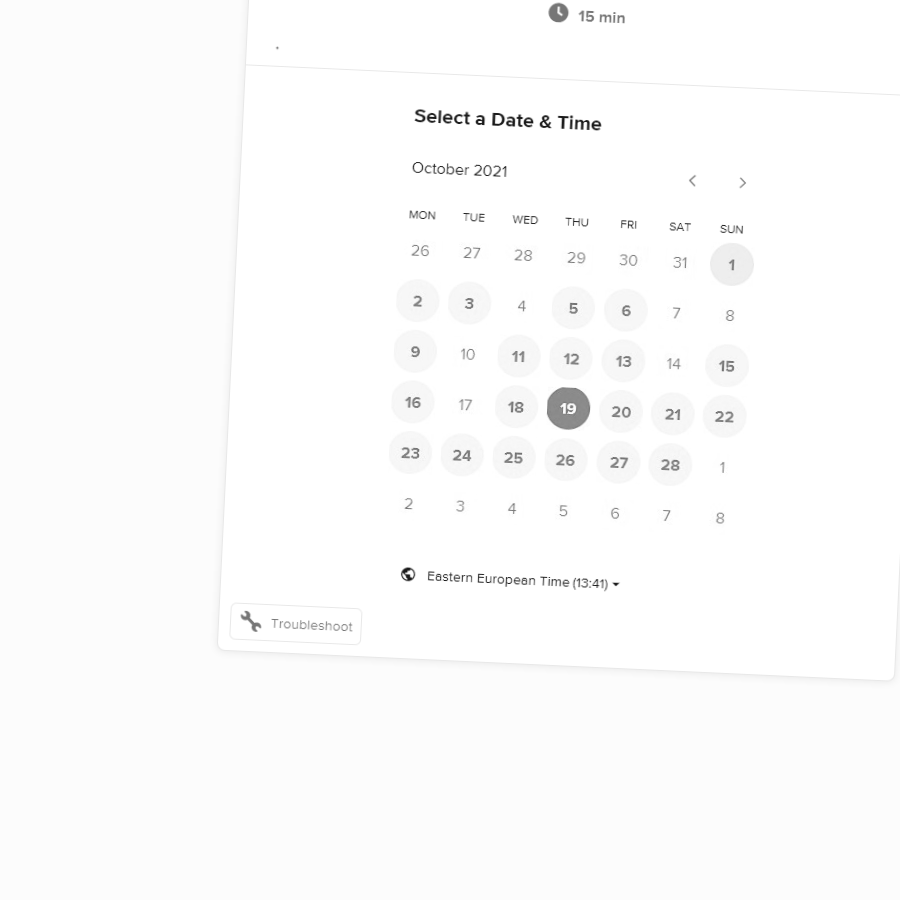 15 min
.
Select a Date & Time
October 2021
MON TUE WED THU FRI SAT SUN
26 27 28 29 30 31 1
2 3 4 5 6 7 8
9 10 11 12 13 14 15
16 17 18 19 20 21 22
23 24 25 26 27 28 1
2 3 4 5 6 7 8
Eastern European Time (13:41)
Troubleshoot